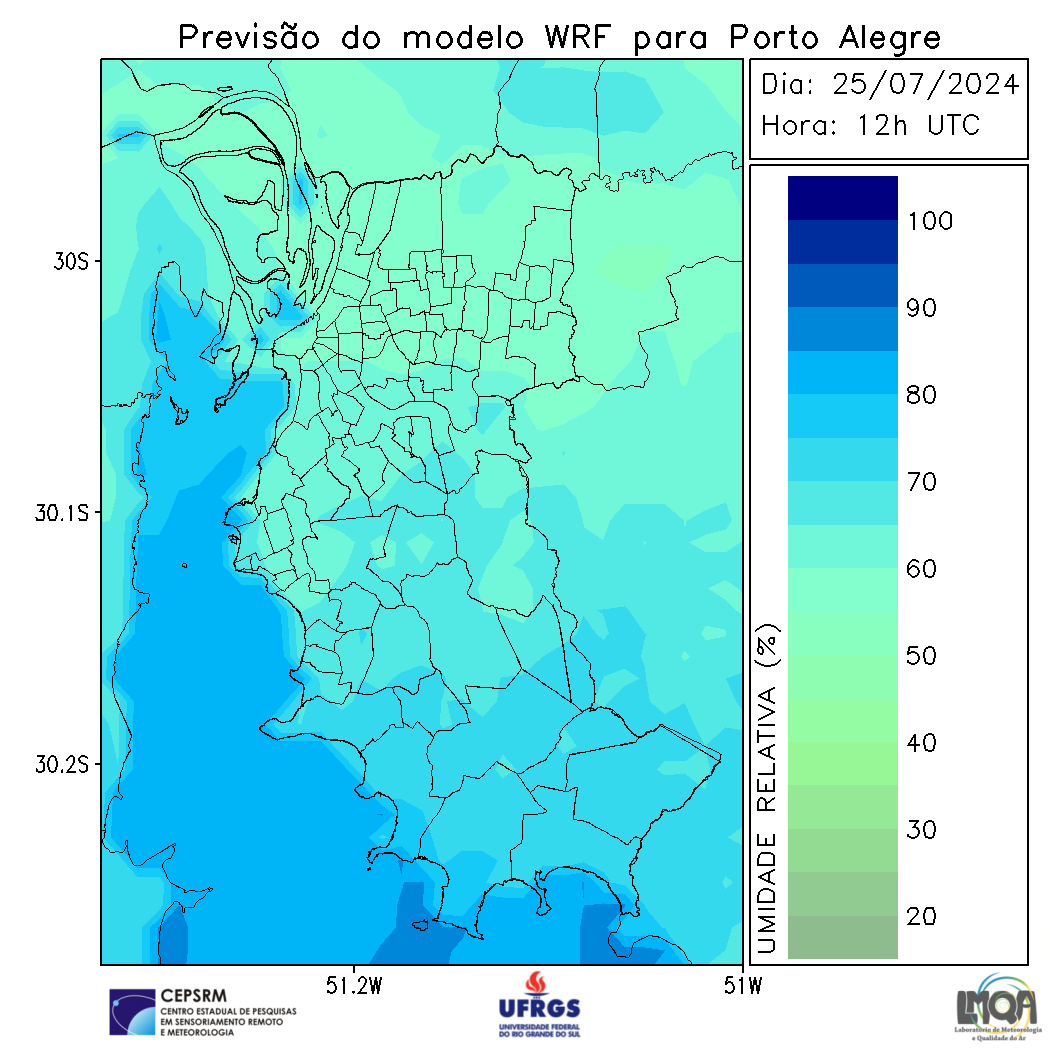 Previsão do modelo WRF para Porto Alegre
Dia: 25/07/2024
Hora: 12h UTC
100
90
80
70
60
50
40
30
20
UMIDADE RELATIVA (%)
30S
30.1S
30.2S
51.2W
51W
CEPSRM
CENTRO ESTADUAL DE PESQUISAS
EM SENSORIAMENTO REMOTO
E METEOROLOGIA
UFRGS
UNIVERSIDADE FEDERAL
DO RIO GRANDE DO SUL
LMQA
Laboratório de Meteorologia
e Qualidade do Ar